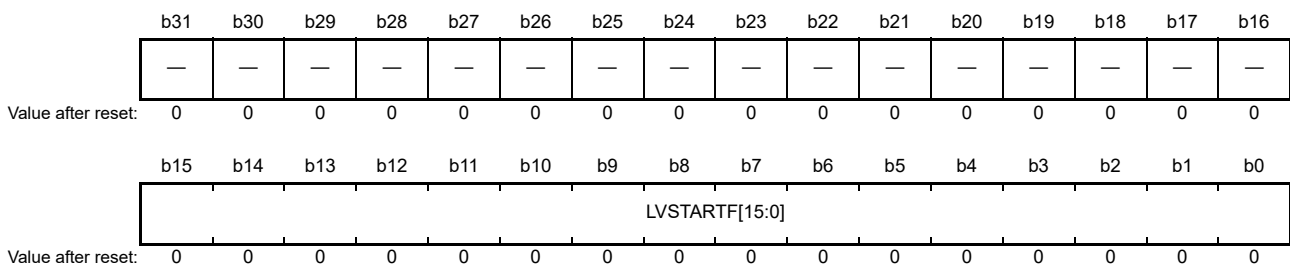 b31 b30 b29 b28 b27 b26 b25 b24 b23 b22 b21 b20 b19 b18 b17 b16
— — — — — — — — — — — — — — — —
Value after reset: 0 0 0 0 0 0 0 0 0 0 0 0 0 0 0 0
b15 b14 b13 b12 b11 b10 b9 b8 b7 b6 b5 b4 b3 b2 b1 b0
LVSTARTF[15:0]
Value after reset: 0 0 0 0 0 0 0 0 0 0 0 0 0 0 0 0